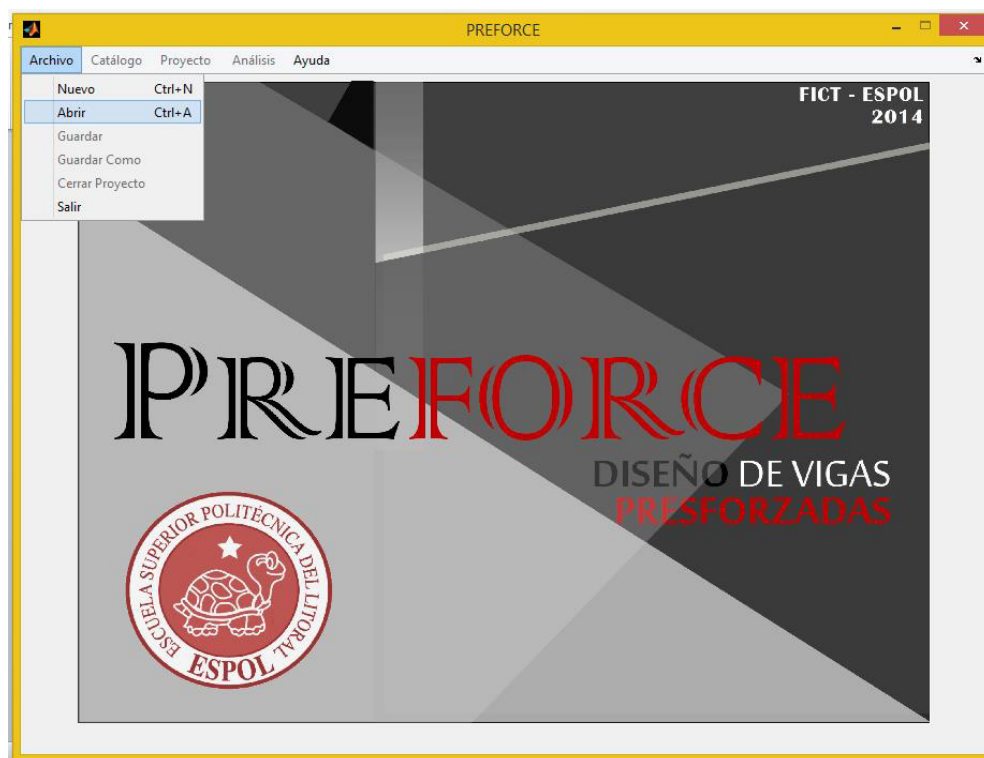 PREFORCE
Archivo Catálogo Proyecto Análisis Ayuda
Nuevo Ctrl+N
Abrir Ctrl+A
Guardar
Guardar Como
Cerrar Proyecto
Salir
FICT - ESPOL
2014
PREFORCE
DISEÑO DE VIGAS
PRESFORZADAS
ESCUELA SUPERIOR POLITÉCNICA DEL LITORAL
ESPOL